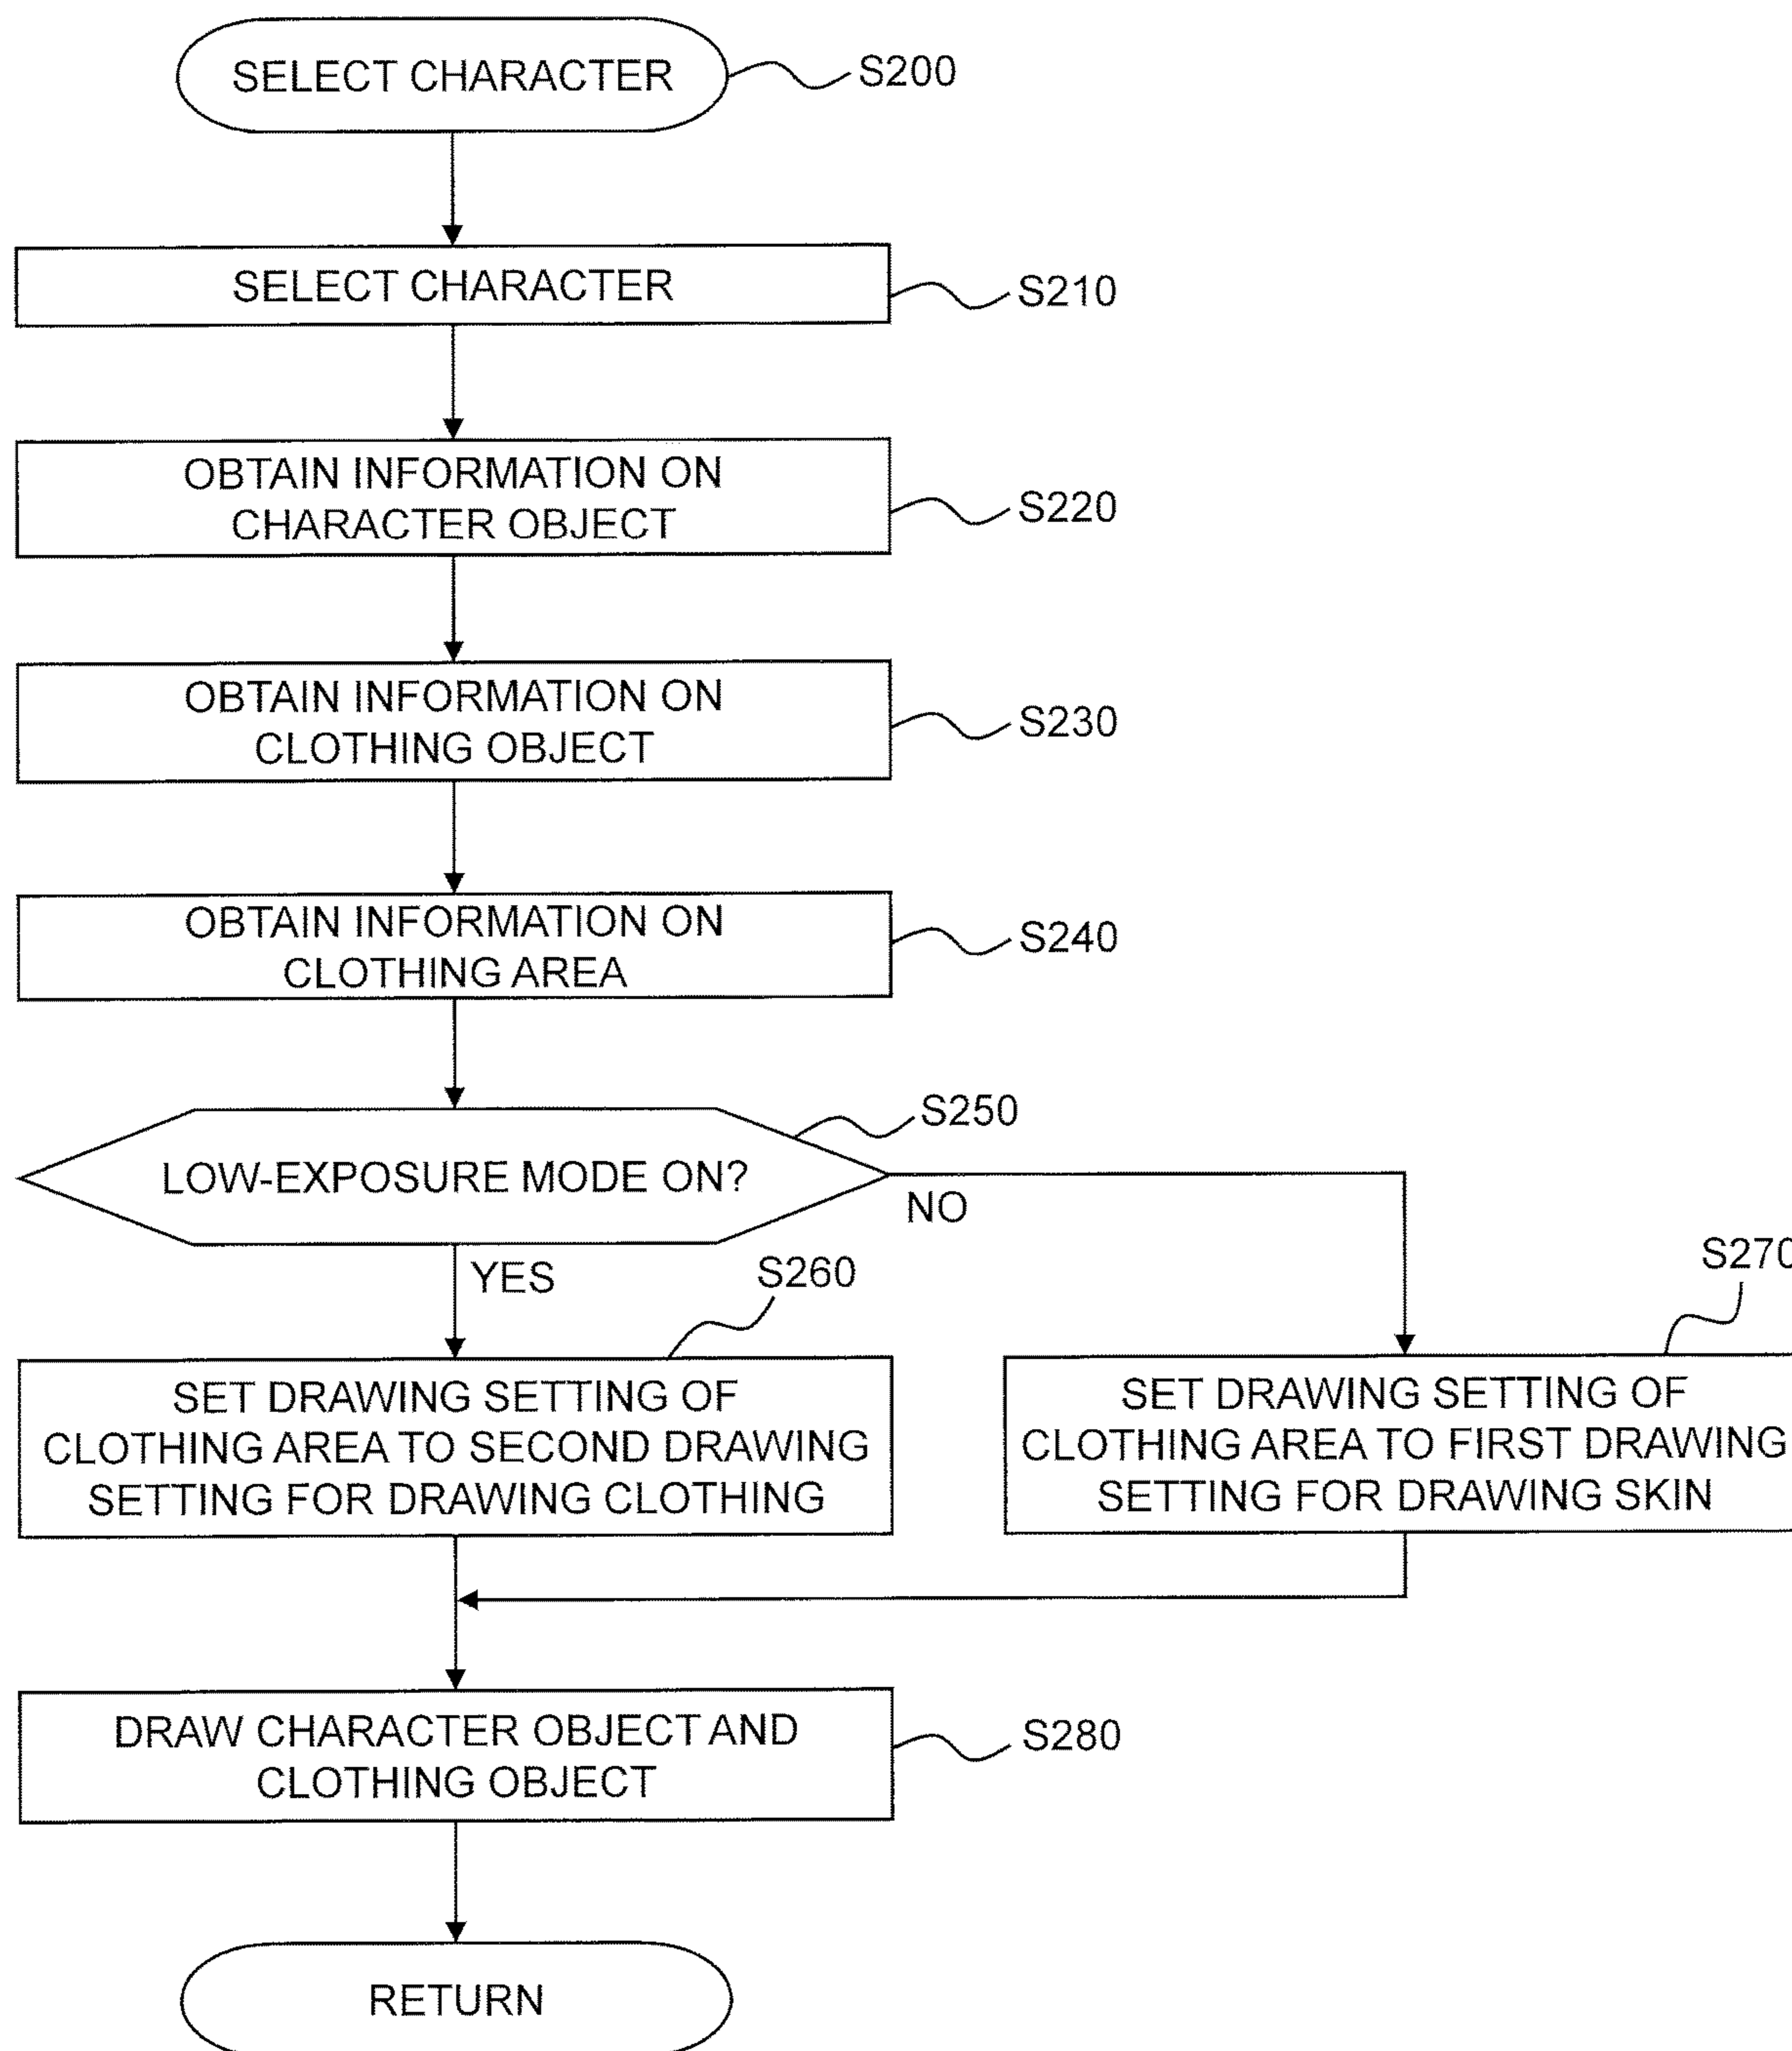 SELECT CHARACTER
S200
SELECT CHARACTER
S210
OBTAIN INFORMATION ON
CHARACTER OBJECT
S220
OBTAIN INFORMATION ON
CLOTHING OBJECT
S230
OBTAIN INFORMATION ON
CLOTHING AREA
S240
S250
LOW-EXPOSURE MODE ON?
NO
YES
S260
S270
SET DRAWING SETTING OF
CLOTHING AREA TO SECOND DRAWING
SETTING FOR DRAWING CLOTHING
SET DRAWING SETTING OF
CLOTHING AREA TO FIRST DRAWING
SETTING FOR DRAWING SKIN
DRAW CHARACTER OBJECT AND
CLOTHING OBJECT
S280
RETURN